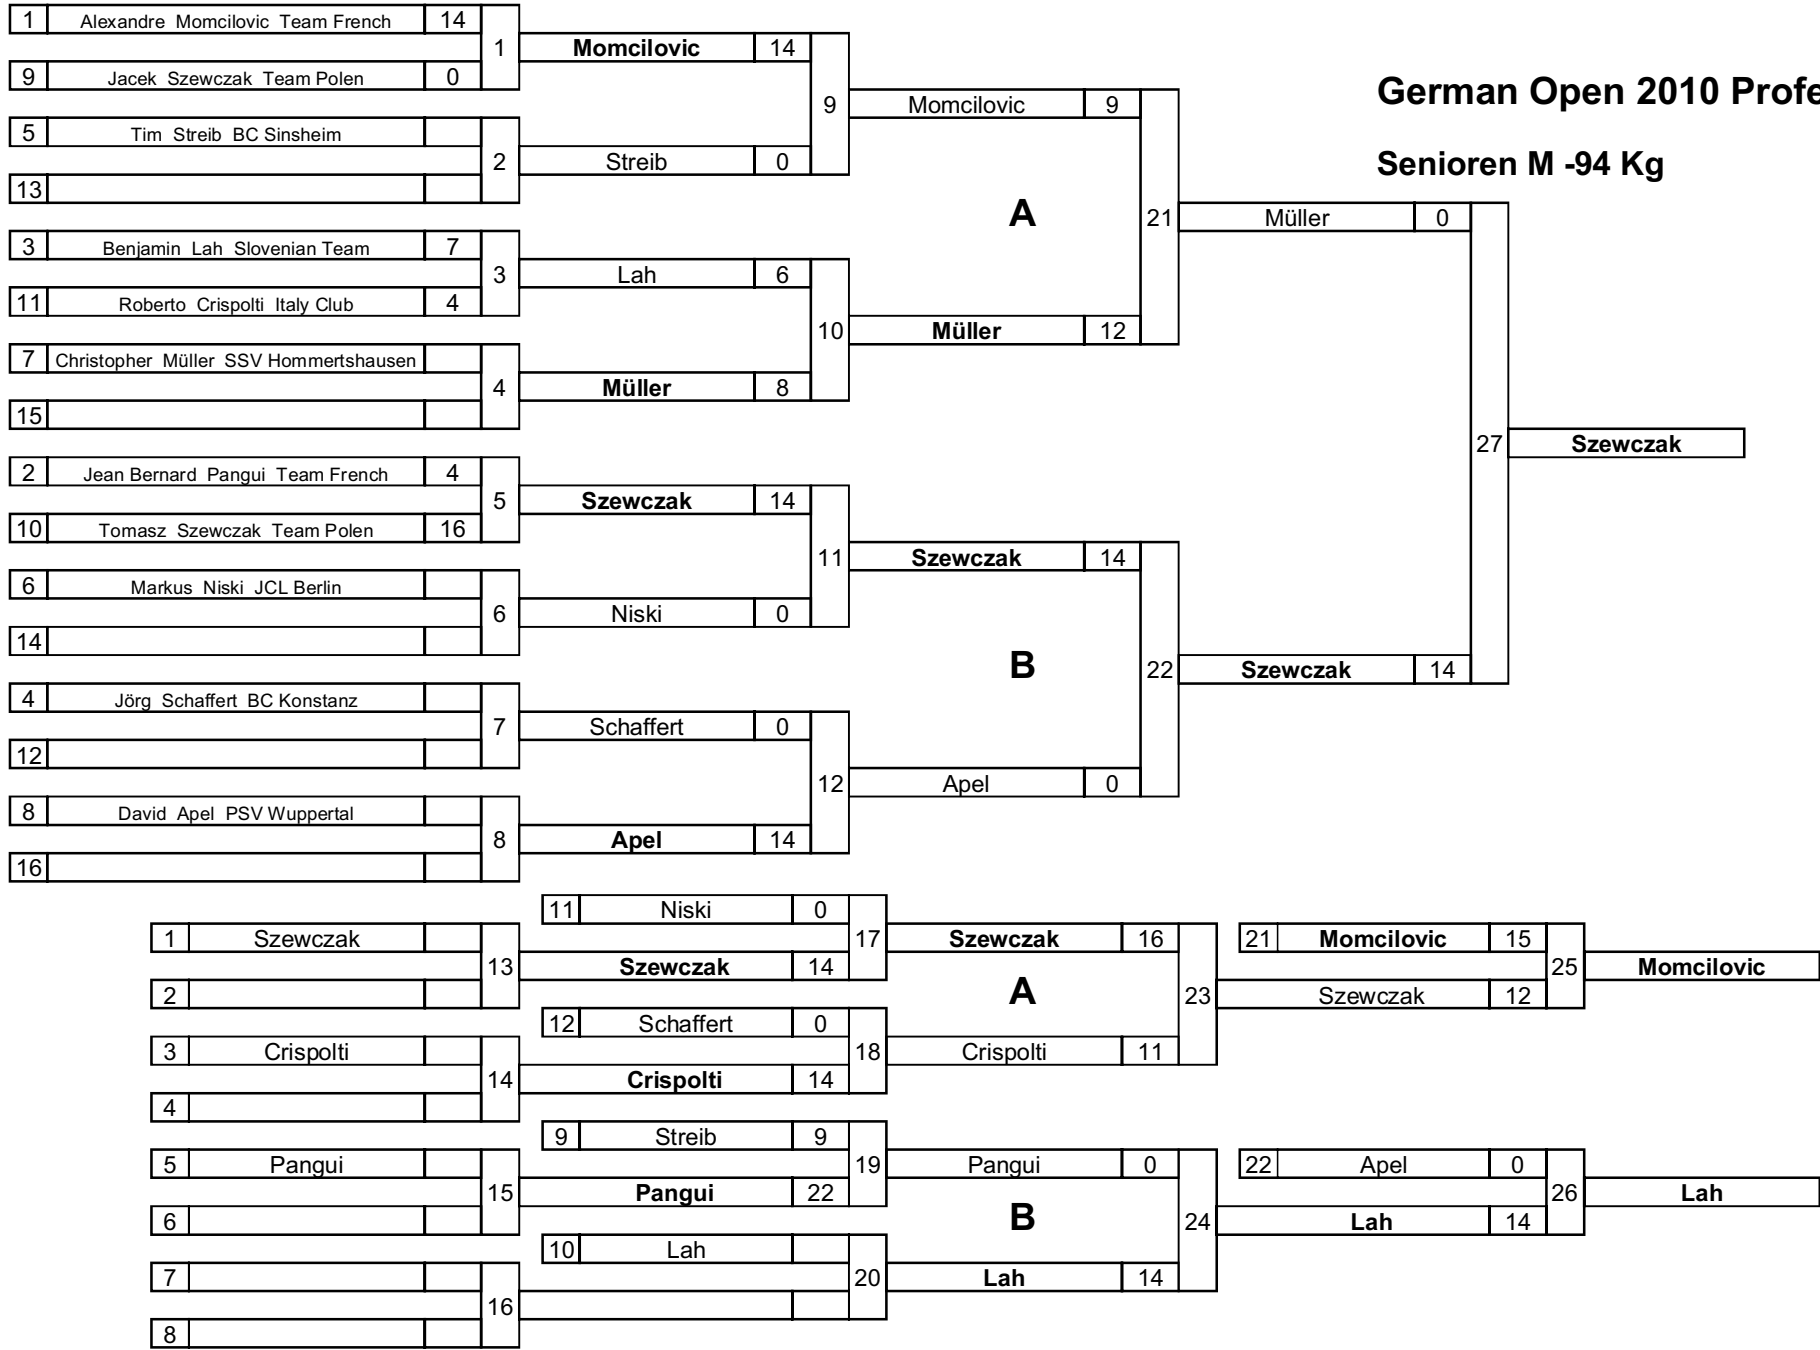 German Open 2010 Profe
Senioren M -94 Kg
1 Alexandre Momcilovic Team French 14
9 Jacek Szewczak Team Polen 0
5 Tim Streib BC Sinsheim
13
3 Benjamin Lah Slovenian Team 7
11 Roberto Crispolti Italy Club 4
7 Christopher Müller SSV Hommertshausen
15
2 Jean Bernard Pangui Team French 4
10 Tomasz Szewczak Team Polen 16
6 Markus Niski JCL Berlin
14
4 Jörg Schaffert BC Konstanz
12
8 David Apel PSV Wuppertal
16
1 Momcilovic 14
2 Streib 0
3 Lah 6
4 Müller 8
5 Szewczak 14
6 Niski 0
7 Schaffert 0
8 Apel 14
9 Momcilovic 9
A
10 Müller 12
11 Szewczak 14
B
12 Apel 0
21 Müller 0
22 Szewczak 14
27 Szewczak
1 Szewczak
2
3 Crispolti
4
5 Pangui
6
7
8
11 Niski 0
13 Szewczak 14
12 Schaffert 0
14 Crispolti 14
9 Streib 9
15 Pangui 22
10 Lah
16
17 Szewczak 16
A
18 Crispolti 11
19 Pangui 0
B
20 Lah 14
21 Momcilovic 15
23 Szewczak 12
22 Apel 0
24 Lah 14
25 Momcilovic
26 Lah